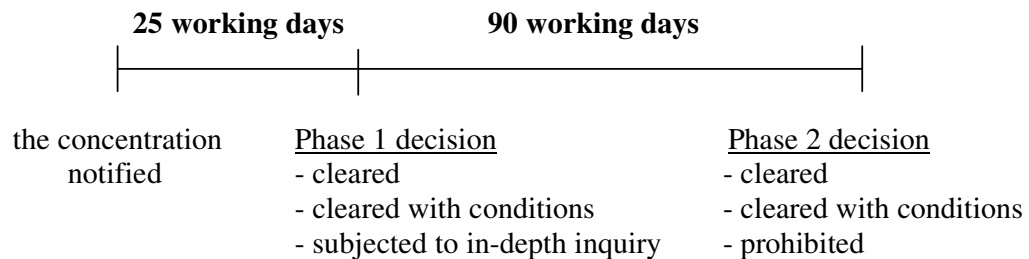 25 working days 90 working days
the concentration notified
Phase 1 decision
- cleared
- cleared with conditions
- subjected to in-depth inquiry
Phase 2 decision
- cleared
- cleared with conditions
- prohibited